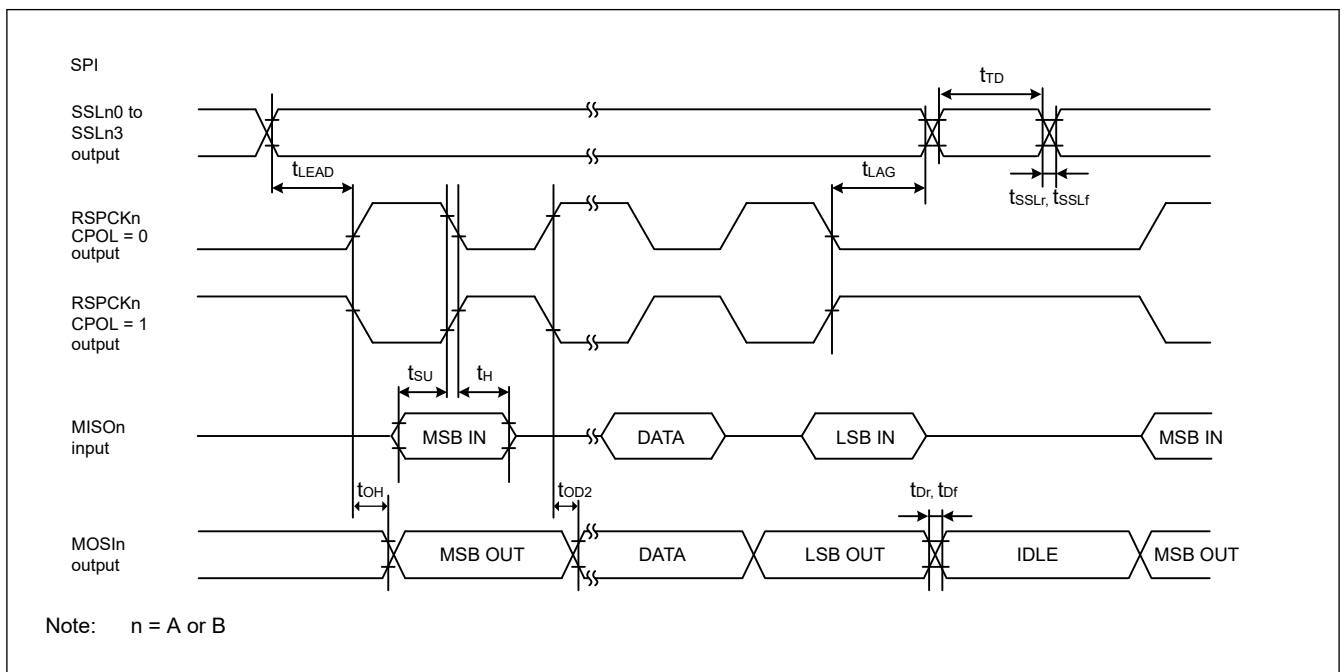 SPI
SSLn0 to
SSLn3
output
tTD
tLEAD
tLAG
tSSLr, tSSLf
RSPCKn
CPOL = 0
output
RSPCKn
CPOL = 1
output
tSU
tH
MISOn
input
MSB IN
DATA
LSB IN
MSB IN
tOH
tOD2
tDr, tDf
MOSIn
output
MSB OUT
DATA
LSB OUT
IDLE
MSB OUT
Note: n = A or B